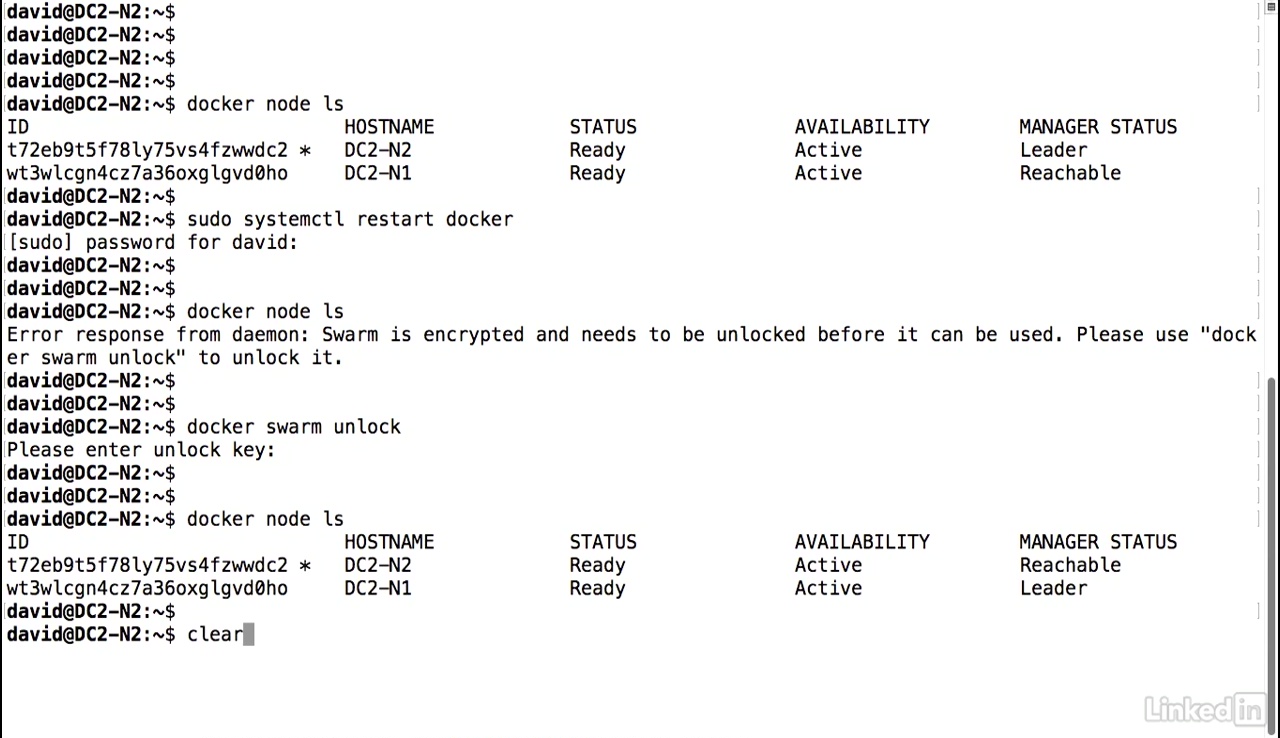 david@DC2-N2:~$
david@DC2-N2:~$
david@DC2-N2:~$
david@DC2-N2:~$
david@DC2-N2:~$ docker node ls
ID HOSTNAME STATUS AVAILABILITY MANAGER STATUS
t72eb9t5f78ly75vs4fzwwdc2 * DC2-N2 Ready Active Leader
wt3wlcgn4cz7a36oxglgvd0ho DC2-N1 Ready Active Reachable
david@DC2-N2:~$
david@DC2-N2:~$ sudo systemctl restart docker
[sudo] password for david:
david@DC2-N2:~$
david@DC2-N2:~$
david@DC2-N2:~$ docker node ls
Error response from daemon: Swarm is encrypted and needs to be unlocked before it can be used. Please use "dock
er swarm unlock" to unlock it.
david@DC2-N2:~$
david@DC2-N2:~$
david@DC2-N2:~$ docker swarm unlock
Please enter unlock key:
david@DC2-N2:~$
david@DC2-N2:~$
david@DC2-N2:~$ docker node ls
ID HOSTNAME STATUS AVAILABILITY MANAGER STATUS
t72eb9t5f78ly75vs4fzwwdc2 * DC2-N2 Ready Active Reachable
wt3wlcgn4cz7a36oxglgvd0ho DC2-N1 Ready Active Leader
david@DC2-N2:~$
david@DC2-N2:~$ clear
Linked in